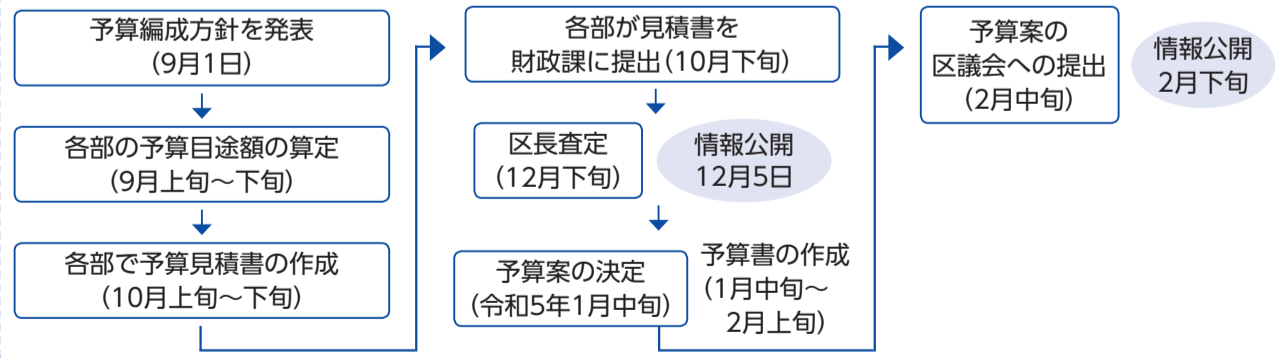 予算編成方針を発表
(9月1日)
各部の予算目途額の算定
(9月上旬～下旬)
各部で予算見積書の作成
(10月上旬～下旬)
各部が見積書を
財政課に提出(10月下旬)
区長査定
(12月下旬)
情報公開
12月5日
予算案の決定
(令和5年1月中旬)
予算書の作成
(1月中旬～
2月上旬)
予算案の
区議会への提出
(2月中旬)
情報公開
2月下旬